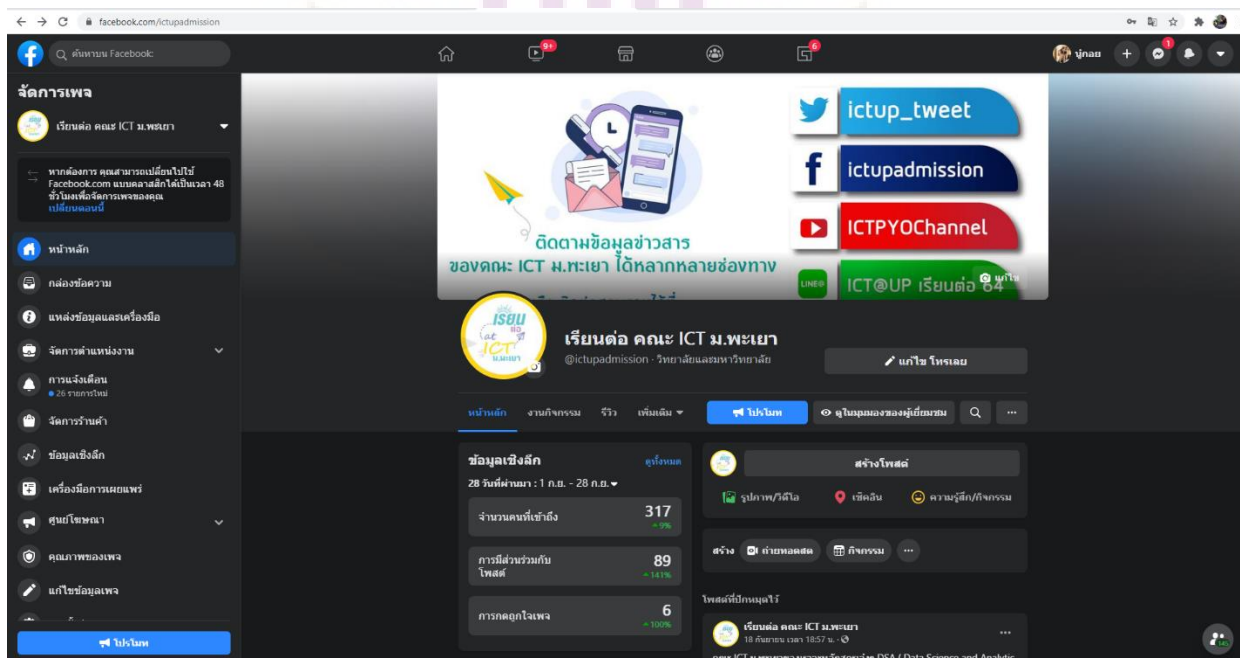 facebook.com/ictupadmission
ค้นหาบน Facebook
9+
6
นุ่กอย
1
จัดการเพจ
เรียนต่อ คณะ ICT ม.พะเยา
หากต้องการ คุณสามารถเปลี่ยนไปใช้
Facebook.com แบบคลาสสิกได้เป็นเวลา 48
ชั่วโมงเพื่อจัดการเพจของคุณ
เปลี่ยนตอนนี้
หน้าหลัก
กล่องข้อความ
แหล่งข้อมูลและเครื่องมือ
จัดการตำแหน่งงาน
การแจ้งเตือน
26 รายการใหม่
จัดการร้านค้า
ข้อมูลเชิงลึก
เครื่องมือการเผยแพร่
ศูนย์โฆษณา
คุณภาพของเพจ
แก้ไขข้อมูลเพจ
โปรโมท
ictup_tweet
ictupadmission
ICTPYOChannel
LINE@
ICT@UP เรียนต่อ 64
แก้ไข
ติดตามข้อมูลข่าวสาร
ของคณะ ICT ม.พะเยา ได้หลากหลายช่องทาง
เรียน
ต่อ
at
ที่
ICT
ม.พะเยา
เรียนต่อ คณะ ICT ม.พะเยา
@ictupadmission · วิทยาลัยและมหาวิทยาลัย
แก้ไข โทรเลย
หน้าหลัก งานกิจกรรม รีวิว เพิ่มเติม
โปรโมท
ดูในมุมมองของผู้เยี่ยมชม
ข้อมูลเชิงลึก ดูทั้งหมด
28 วันที่ผ่านมา : 1 ก.ย. - 28 ก.ย.
จำนวนคนที่เข้าถึง 317
9%
การมีส่วนร่วมกับ
โพสต์ 89
141%
การกดถูกใจเพจ 6
100%
สร้างโพสต์
รูปภาพ/วิดีโอ เช็คอิน ความรู้สึก/กิจกรรม
สร้าง ถ่ายทอดสด กิจกรรม
โพสต์ที่ปักหมุดไว้
เรียนต่อ คณะ ICT ม.พะเยา
18 กันยายน เวลา 18:57 น.